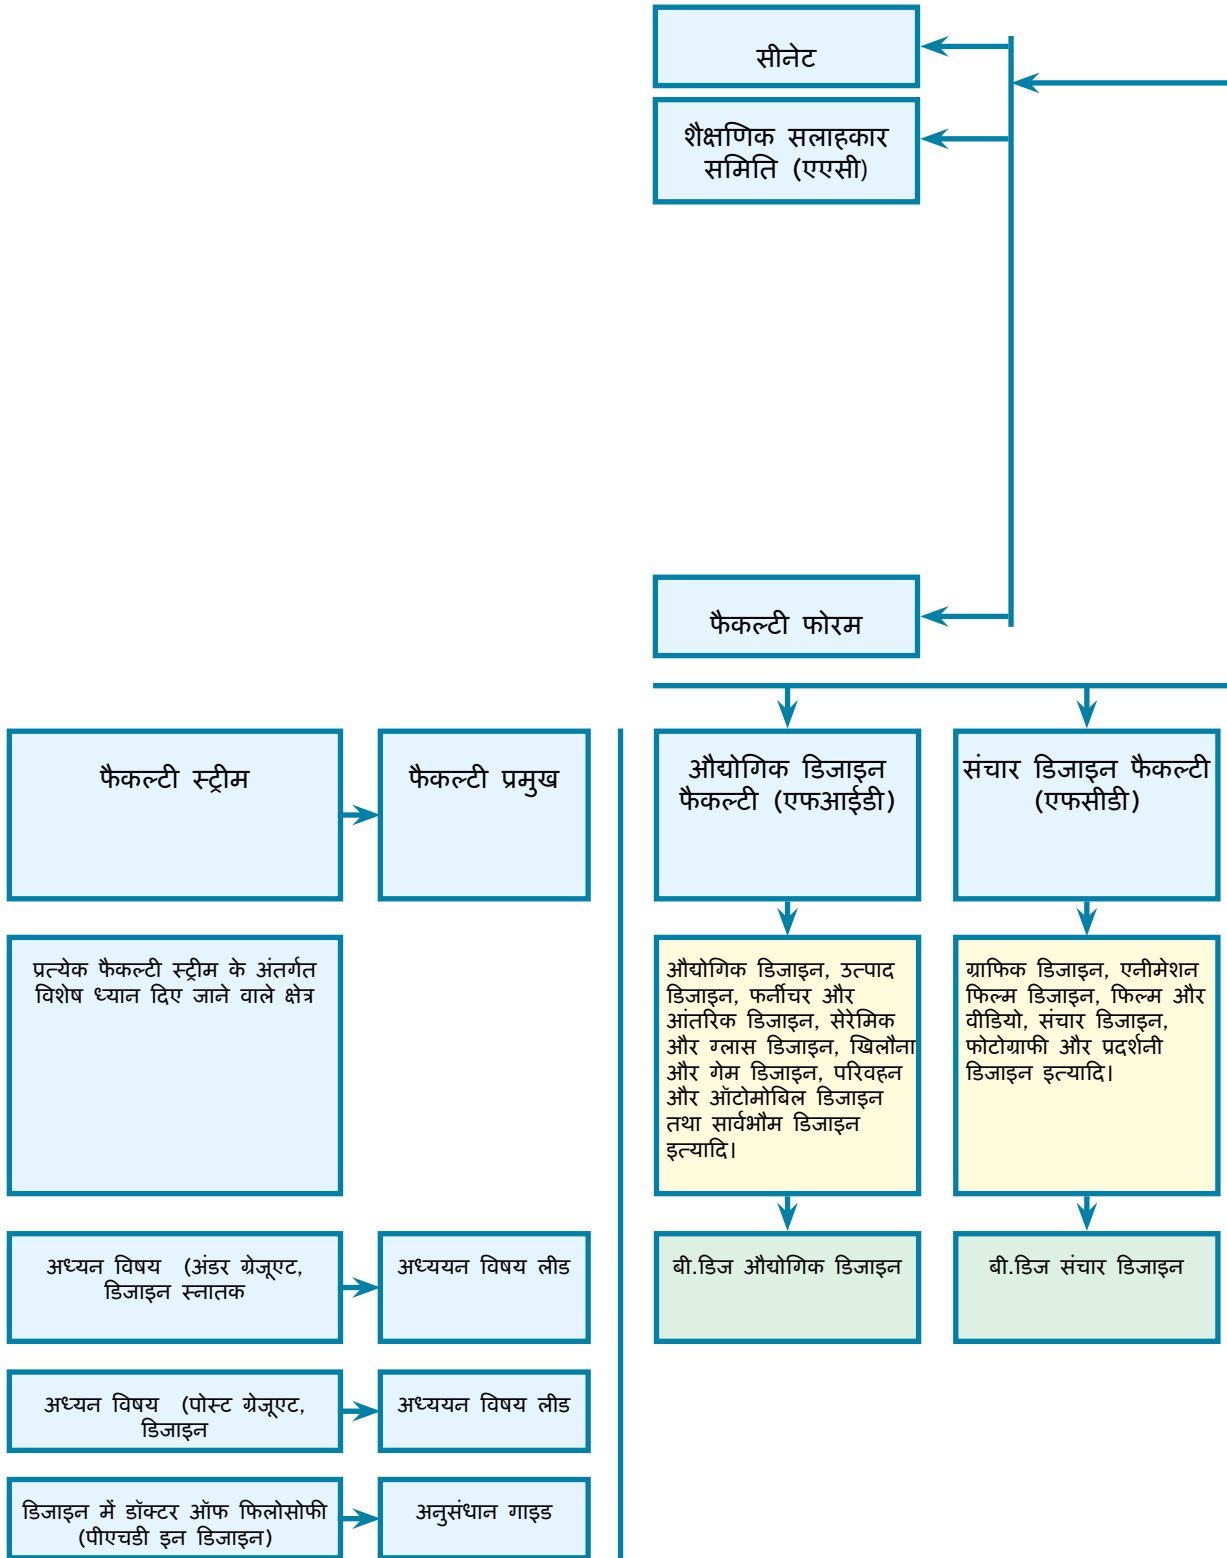 सीनेट
शैक्षणिक सलाहकार
समिति (एएसी)
फैकल्टी फोरम
फैकल्टी स्ट्रीम
फैकल्टी प्रमुख
औद्योगिक डिजाइन
फैकल्टी (एफआईडी)
संचार डिजाइन फैकल्टी
(एफसीडी)
प्रत्येक फैकल्टी स्ट्रीम के अंतर्गत
विशेष ध्यान दिए जाने वाले क्षेत्र
औद्योगिक डिजाइन, उत्पाद
डिजाइन, फर्नीचर और
आंतरिक डिजाइन, सेरेमिक
और ग्लास डिजाइन, खिलौना
और गेम डिजाइन, परिवहन
और ऑटोमोबिल डिजाइन
तथा सार्वभौम डिजाइन
इत्यादि।
ग्राफिक डिजाइन, एनीमेशन
फिल्म डिजाइन, फिल्म और
वीडियो, संचार डिजाइन,
फोटोग्राफी और प्रदर्शनी
डिजाइन इत्यादि।
अध्यन विषय (अंडर ग्रेजूएट,
डिजाइन स्नातक
अध्ययन विषय लीड
बी.डिज औद्योगिक डिजाइन
बी.डिज संचार डिजाइन
अध्यन विषय (पोस्ट ग्रेजूएट,
डिजाइन
अध्ययन विषय लीड
डिजाइन में डॉक्टर ऑफ फिलोसोफी
(पीएचडी इन डिजाइन)
अनुसंधान गाइड